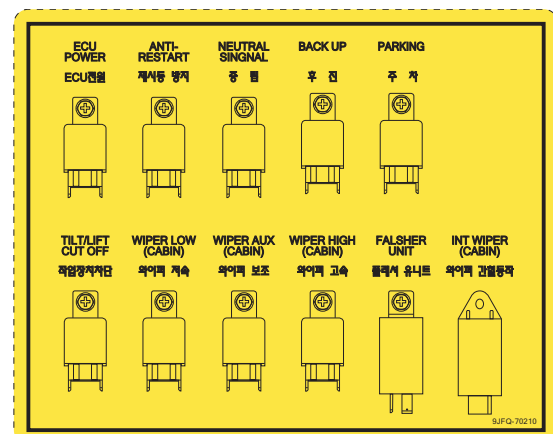 ECU
POWER
ECU전원
ANTI-
RESTART
재시동 방지
NEUTRAL
SINGNAL
중 립
BACK UP
후 진
PARKING
주 차
TILT/LIFT
CUT OFF
작업장치차단
WIPER LOW
(CABIN)
와이퍼 저속
WIPER AUX
(CABIN)
와이퍼 보조
WIPER HIGH
(CABIN)
와이퍼 고속
FALSHER
UNIT
플래셔 유니트
INT WIPER
(CABIN)
와이퍼 간헐동작
9JFQ-70210